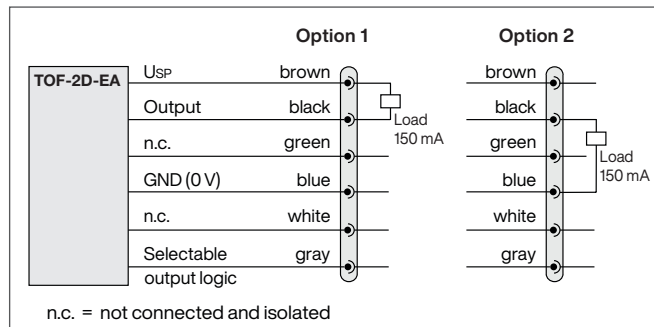 Option 1
Option 2
TOF-2D-EA
USP brown
brown
Output black
black
Load
150 mA
n.c. green
green
Load
150 mA
GND (0 V) blue
blue
n.c. white
white
Selectable
output logic
gray
gray
n.c. = not connected and isolated